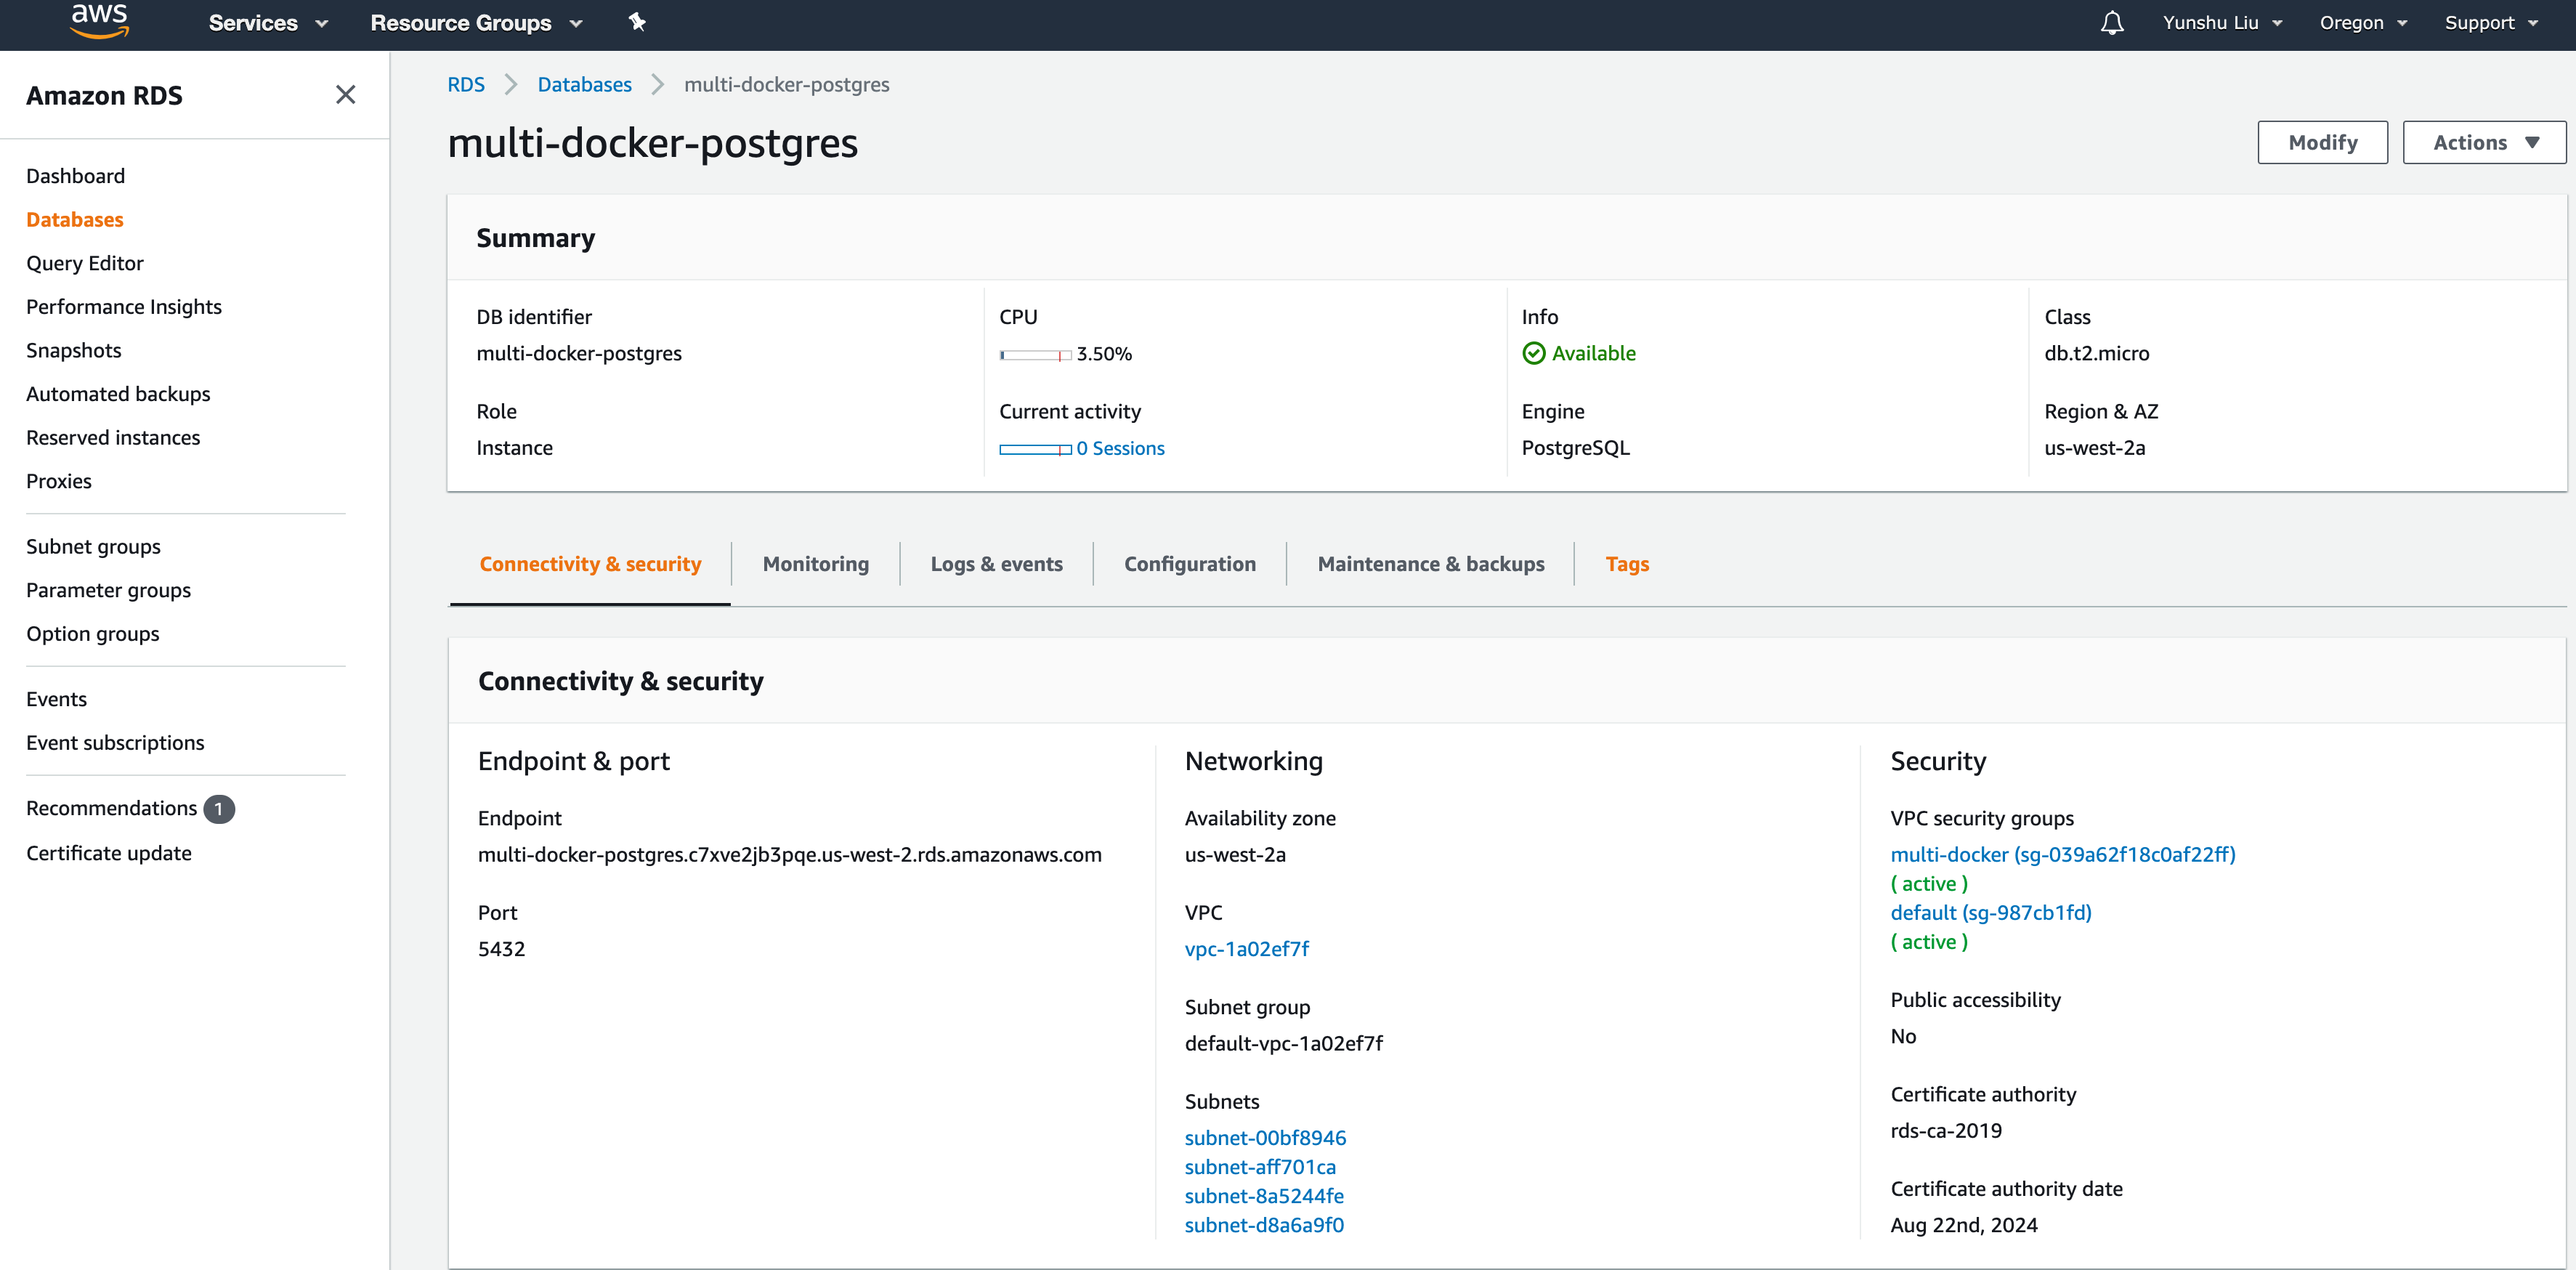 aws Services Resource Groups Yunshu Liu Oregon Support
Amazon RDS
Dashboard
Databases
Query Editor
Performance Insights
Snapshots
Automated backups
Reserved instances
Proxies
Subnet groups
Parameter groups
Option groups
Events
Event subscriptions
Recommendations 1
Certificate update
RDS Databases multi-docker-postgres
multi-docker-postgres
Modify Actions
Summary
DB identifier
multi-docker-postgres
Role
Instance
CPU
3.50%
Current activity
0 Sessions
Info
Available
Engine
PostgreSQL
Class
db.t2.micro
Region & AZ
us-west-2a
Connectivity & security Monitoring Logs & events Configuration Maintenance & backups Tags
Connectivity & security
Endpoint & port
Endpoint
multi-docker-postgres.c7xve2jb3pqe.us-west-2.rds.amazonaws.com
Port
5432
Networking
Availability zone
us-west-2a
VPC
vpc-1a02ef7f
Subnet group
default-vpc-1a02ef7f
Subnets
subnet-00bf8946
subnet-aff701ca
subnet-8a5244fe
subnet-d8a6a9f0
Security
VPC security groups
multi-docker (sg-039a62f18c0af22ff)
( active )
default (sg-987cb1fd)
( active )
Public accessibility
No
Certificate authority
rds-ca-2019
Certificate authority date
Aug 22nd, 2024